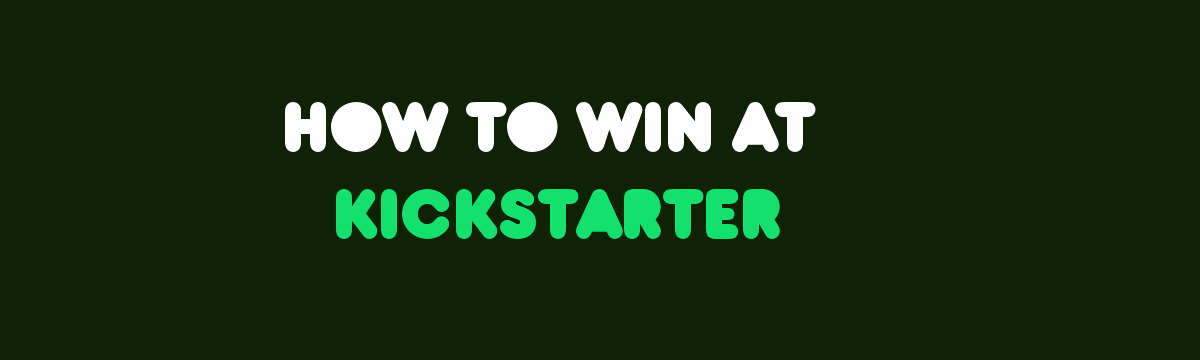 HOW TO WIN AT
KICKSTARTER